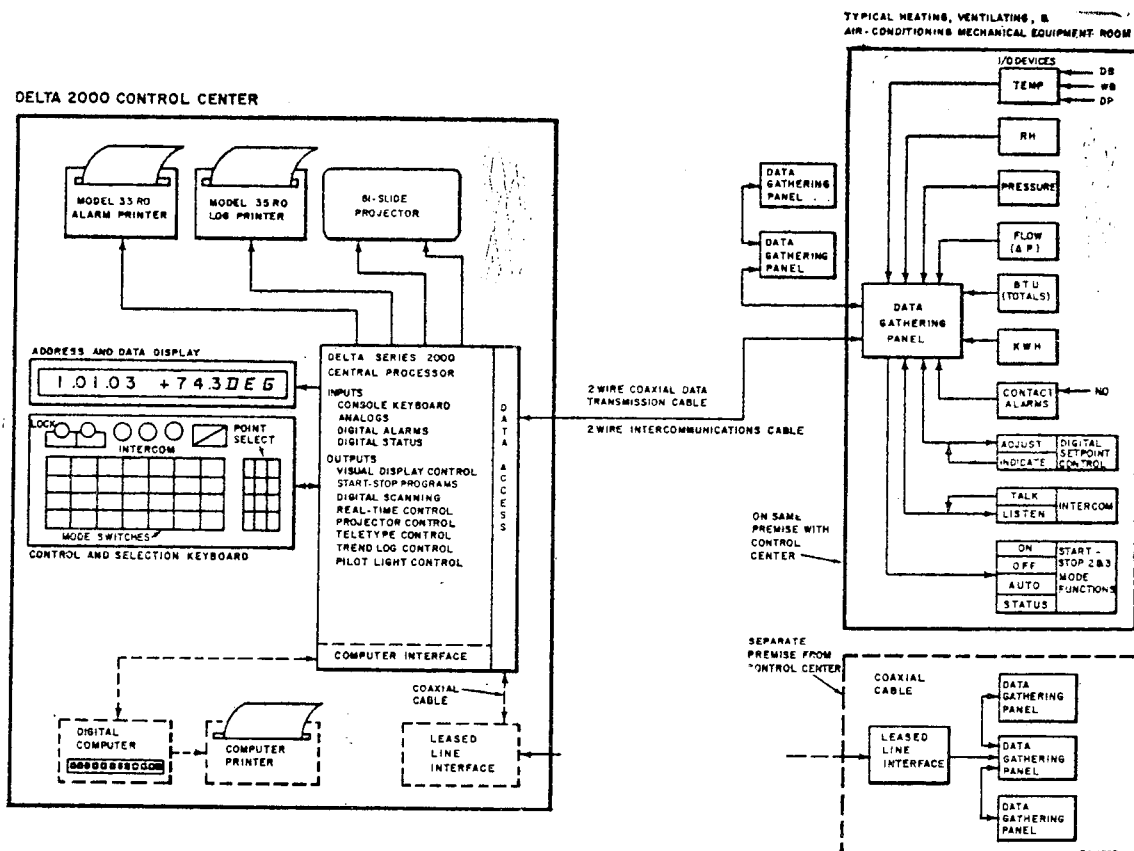 TYPICAL HEATING, VENTILATING, &
AIR-CONDITIONING MECHANICAL EQUIPMENT ROOM
DELTA 2000 CONTROL CENTER
MODEL 33 RO
ALARM PRINTER
MODEL 35 RO
LOG PRINTER
BI-SLIDE
PROJECTOR
ADDRESS AND DATA DISPLAY
1.01.03 +74.3DEG
LOCK
INTERCOM
POINT
SELECT
MODE SWITCHES
CONTROL AND SELECTION KEYBOARD
DELTA SERIES 2000
CENTRAL PROCESSOR
INPUTS
CONSOLE KEYBOARD
ANALOGS
DIGITAL ALARMS
DIGITAL STATUS
OUTPUTS
VISUAL DISPLAY CONTROL
START-STOP PROGRAMS
DIGITAL SCANNING
REAL-TIME CONTROL
PROJECTOR CONTROL
TELETYPE CONTROL
TREND LOG CONTROL
PILOT LIGHT CONTROL
COMPUTER INTERFACE
DATA ACCESS
COAXIAL
CABLE
DIGITAL
COMPUTER
COMPUTER
PRINTER
LEASED
LINE
INTERFACE
2 WIRE COAXIAL DATA
TRANSMISSION CABLE
2 WIRE INTERCOMMUNICATIONS CABLE
DATA
GATHERING
PANEL
DATA
GATHERING
PANEL
I/O DEVICES
TEMP
DB
WB
DP
RH
PRESSURE
FLOW
(Δ P)
BTU
(TOTALS)
KWH
CONTACT
ALARMS
NO
DATA
GATHERING
PANEL
ADJUST
INDICATE
DIGITAL
SETPOINT
CONTROL
TALK
LISTEN
INTERCOM
ON
OFF
AUTO
STATUS
START-
STOP 2&3
MODE
FUNCTIONS
ON SAME
PREMISE WITH
CONTROL
CENTER
SEPARATE
PREMISE FROM
CONTROL CENTER
COAXIAL
CABLE
LEASED LINE
INTERFACE
DATA
GATHERING
PANEL
DATA
GATHERING
PANEL
DATA
GATHERING
PANEL